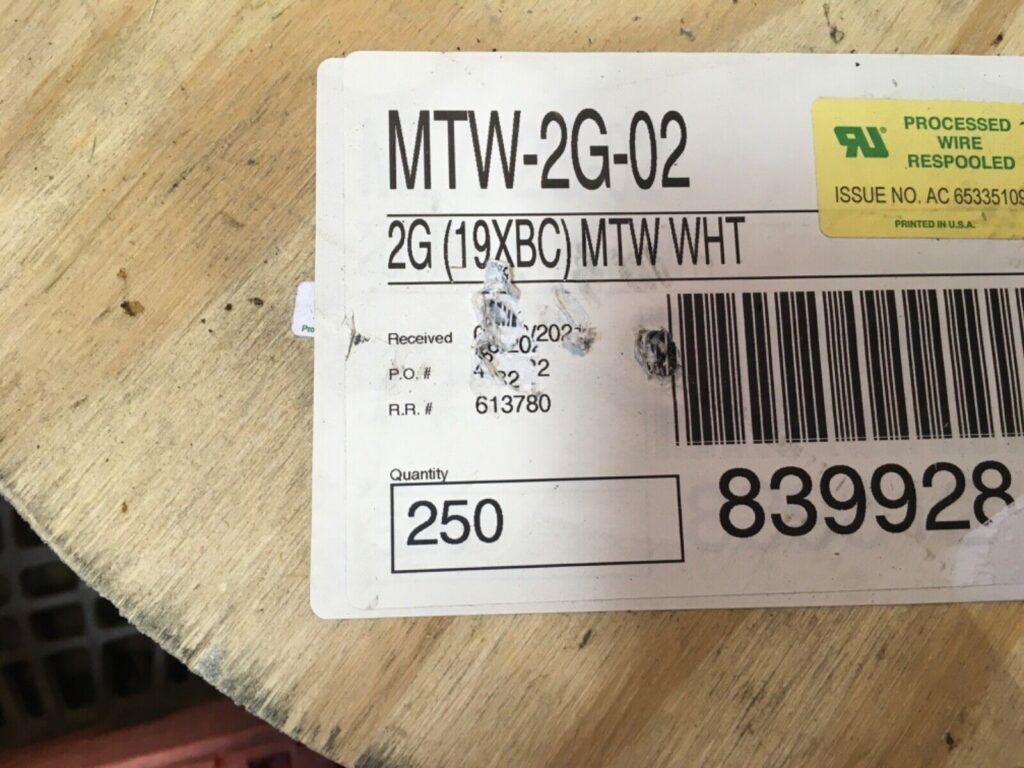 MTW-2G-02
PROCESSED
WIRE
RESPOOLED
ISSUE NO. AC 6533510
PRINTED IN U.S.A.
2G (19XBC) MTW WHT
Received
P.O. #
R.R. # 613780
Quantity
250
839928